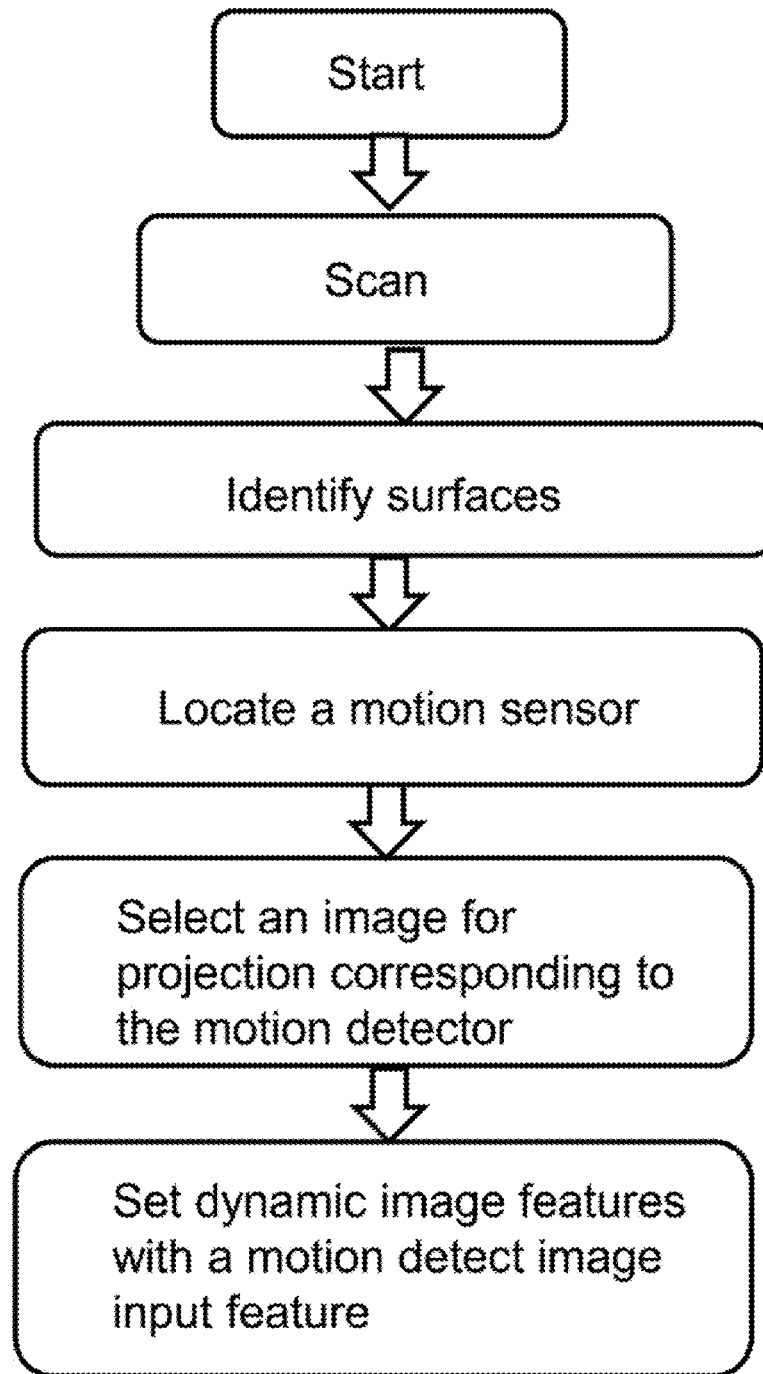 Start
Scan
Identify surfaces
Locate a motion sensor
Select an image for
projection corresponding to
the motion detector
Set dynamic image features
with a motion detect image
input feature